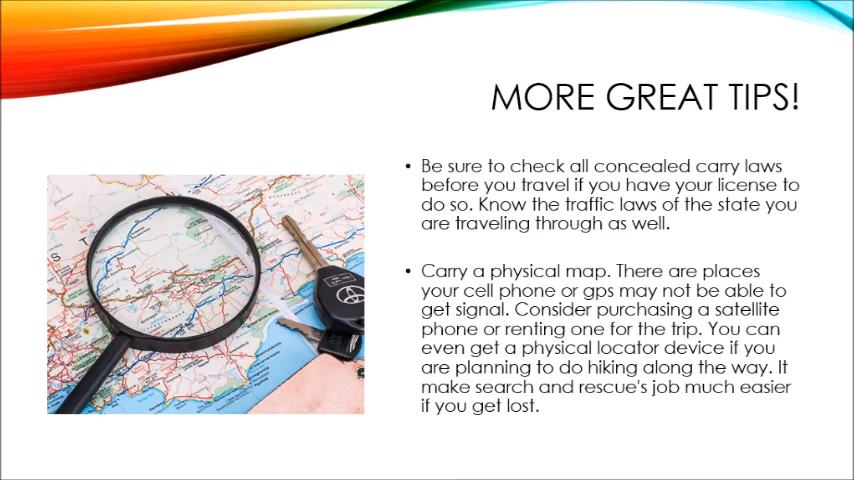 MORE GREAT TIPS!
• Be sure to check all concealed carry laws
before you travel if you have your license to
do so. Know the traffic laws of the state you
are traveling through as well.
• Carry a physical map. There are places
your cell phone or gps may not be able to
get signal. Consider purchasing a satellite
phone or renting one for the trip. You can
even get a physical locator device if you
are planning to do hiking along the way. It
make search and rescue's job much easier
if you get lost.